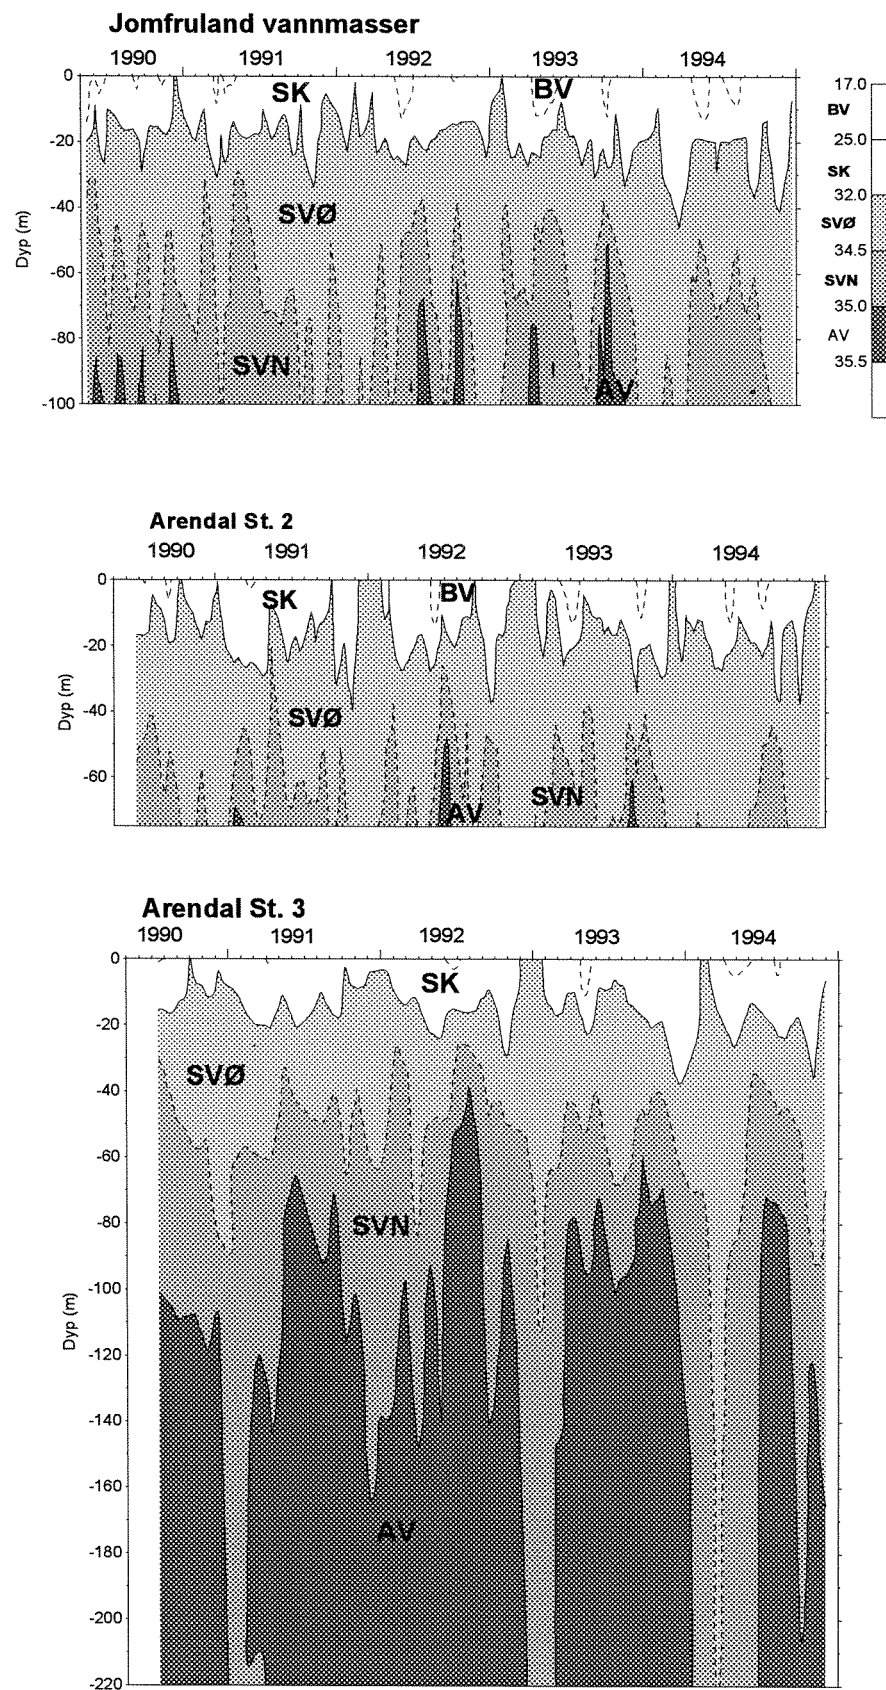 Jomfruland vannmasser
1990 1991 1992 1993 1994
0
-20
-40
-60
-80
-100
Dyp (m)
SK
BV
SVØ
SVN
AV
17.0
BV
25.0
SK
32.0
SVØ
34.5
SVN
35.0
AV
35.5
Arendal St. 2
1990 1991 1992 1993 1994
0
-20
-40
-60
Dyp (m)
SK
BV
SVØ
SVN
AV
Arendal St. 3
1990 1991 1992 1993 1994
0
-20
-40
-60
-80
-100
-120
-140
-160
-180
-200
-220
Dyp (m)
SK
SVØ
SVN
AV